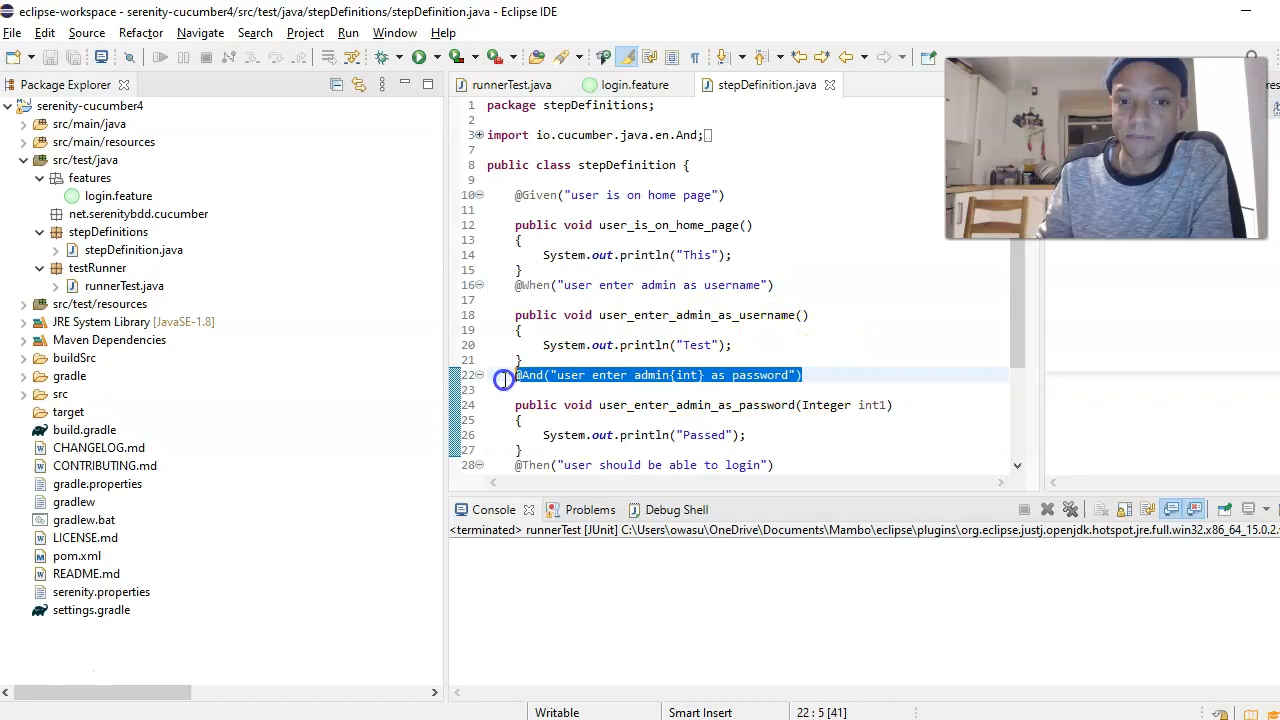 eclipse-workspace - serenity-cucumber4/src/test/java/stepDefinitions/stepDefinition.java - Eclipse IDE
File Edit Source Refactor Navigate Search Project Run Window Help
Package Explorer
serenity-cucumber4
src/main/java
src/main/resources
src/test/java
features
login.feature
net.serenitybdd.cucumber
stepDefinitions
stepDefinition.java
testRunner
runnerTest.java
src/test/resources
JRE System Library [JavaSE-1.8]
Maven Dependencies
buildSrc
gradle
src
target
build.gradle
CHANGELOG.md
CONTRIBUTING.md
gradle.properties
gradlew
gradlew.bat
LICENSE.md
pom.xml
README.md
serenity.properties
settings.gradle
runnerTest.java login.feature stepDefinition.java
1 package stepDefinitions;
2
3 import io.cucumber.java.en.And;
7
8 public class stepDefinition {
9
10 @Given("user is on home page")
11
12 public void user_is_on_home_page()
13 {
14 System.out.println("This");
15 }
16 @When("user enter admin as username")
17
18 public void user_enter_admin_as_username()
19 {
20 System.out.println("Test");
21 }
22 @And("user enter admin{int} as password")
23
24 public void user_enter_admin_as_password(Integer int1)
25 {
26 System.out.println("Passed");
27 }
28 @Then("user should be able to login")
Console Problems Debug Shell
<terminated> runnerTest [JUnit] C:\Users\owasu\OneDrive\Documents\Mambo\eclipse\plugins\org.eclipse.justj.openjdk.hotspot.jre.full.win32.x86_64_15.0.2.
Writable Smart Insert 22 : 5 [41]